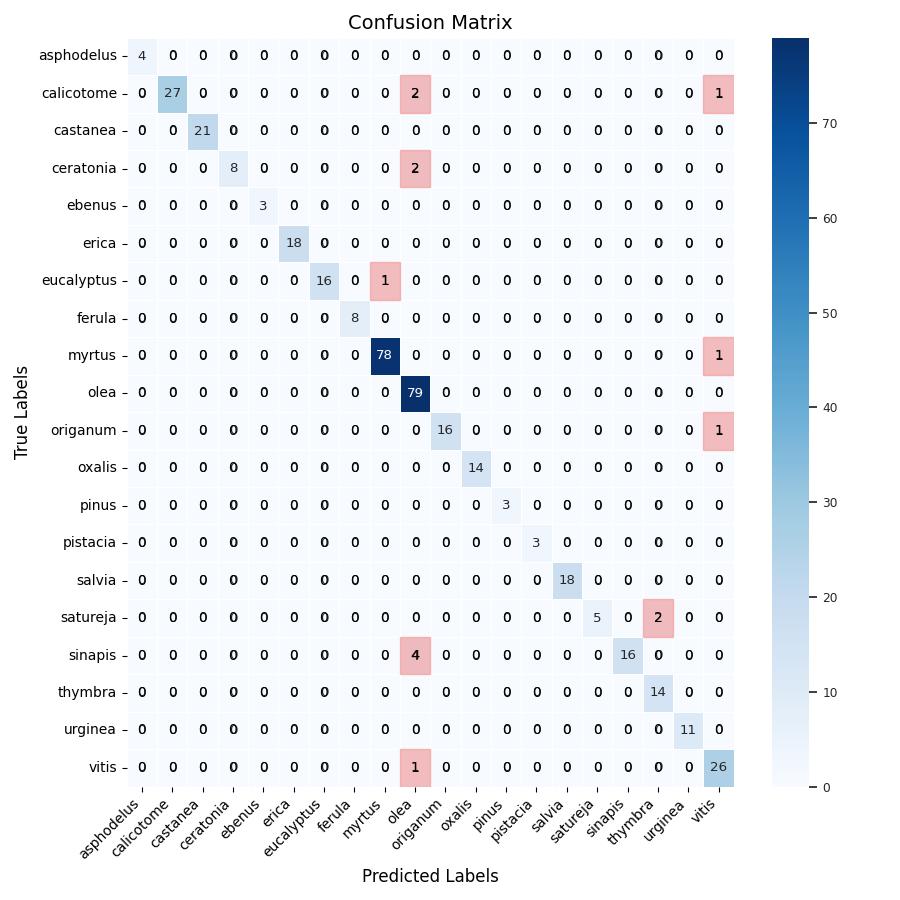 Confusion Matrix
asphodelus 4 0 0 0 0 0 0 0 0 0 0 0 0 0 0 0 0 0 0 0
calicotome 0 27 0 0 0 0 0 0 0 2 0 0 0 0 0 0 0 0 0 1
castanea 0 0 21 0 0 0 0 0 0 0 0 0 0 0 0 0 0 0 0 0
ceratonia 0 0 0 8 0 0 0 0 0 2 0 0 0 0 0 0 0 0 0 0
ebenus 0 0 0 0 3 0 0 0 0 0 0 0 0 0 0 0 0 0 0 0
erica 0 0 0 0 0 18 0 0 0 0 0 0 0 0 0 0 0 0 0 0
eucalyptus 0 0 0 0 0 0 16 0 1 0 0 0 0 0 0 0 0 0 0 0
ferula 0 0 0 0 0 0 0 8 0 0 0 0 0 0 0 0 0 0 0 0
myrtus 0 0 0 0 0 0 0 0 78 0 0 0 0 0 0 0 0 0 0 1
olea 0 0 0 0 0 0 0 0 0 79 0 0 0 0 0 0 0 0 0 0
origanum 0 0 0 0 0 0 0 0 0 0 16 0 0 0 0 0 0 0 0 1
oxalis 0 0 0 0 0 0 0 0 0 0 0 14 0 0 0 0 0 0 0 0
pinus 0 0 0 0 0 0 0 0 0 0 0 0 3 0 0 0 0 0 0 0
pistacia 0 0 0 0 0 0 0 0 0 0 0 0 0 3 0 0 0 0 0 0
salvia 0 0 0 0 0 0 0 0 0 0 0 0 0 0 18 0 0 0 0 0
satureja 0 0 0 0 0 0 0 0 0 0 0 0 0 0 0 5 0 2 0 0
sinapis 0 0 0 0 0 0 0 0 0 4 0 0 0 0 0 0 16 0 0 0
thymbra 0 0 0 0 0 0 0 0 0 0 0 0 0 0 0 0 0 14 0 0
urginea 0 0 0 0 0 0 0 0 0 0 0 0 0 0 0 0 0 0 11 0
vitis 0 0 0 0 0 0 0 0 0 1 0 0 0 0 0 0 0 0 0 26
asphodelus calicotome castanea ceratonia ebenus erica eucalyptus ferula myrtus olea origanum oxalis pinus pistacia salvia satureja sinapis thymbra urginea vitis
Predicted Labels
True Labels
70
60
50
40
30
20
10
0